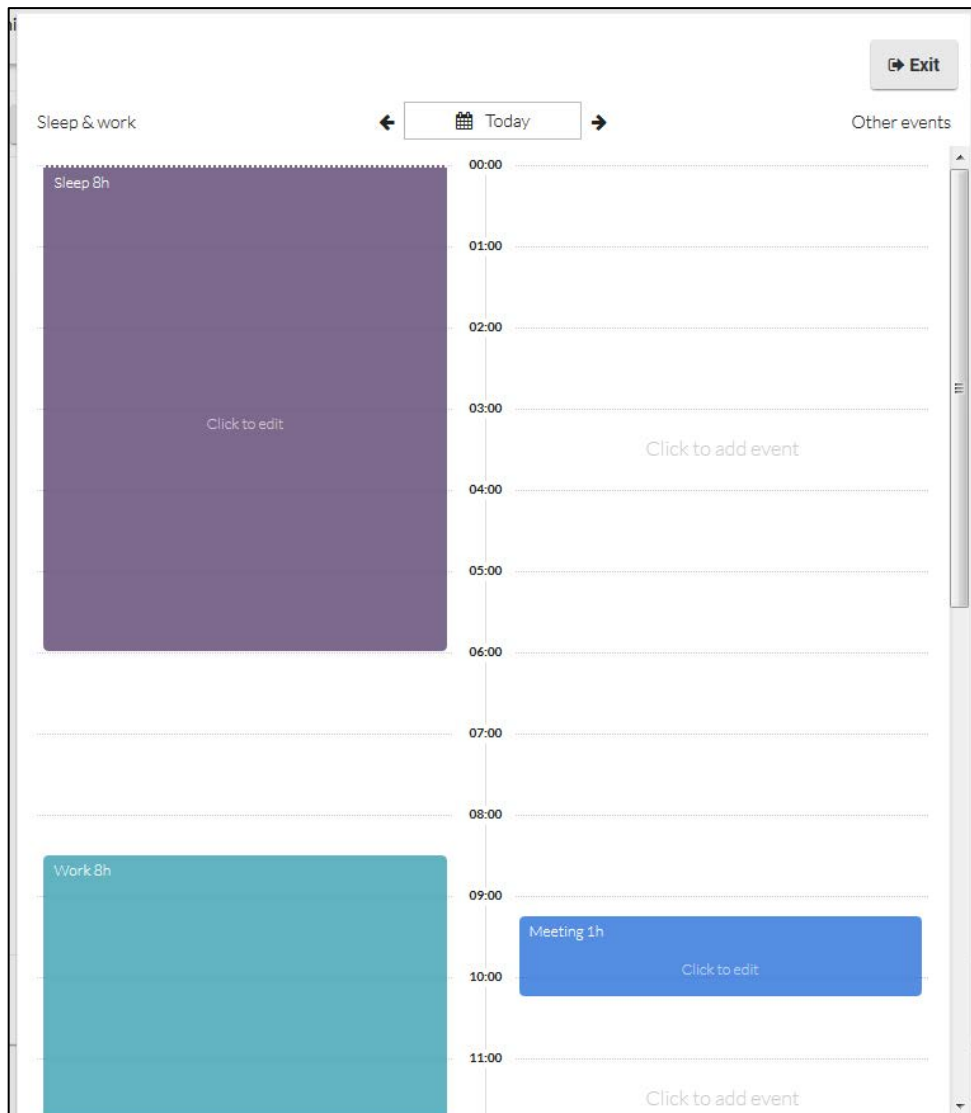 Exit
Sleep & work
Today
Other events
00:00
Sleep 8h
01:00
02:00
03:00
Click to edit
Click to add event
04:00
05:00
06:00
07:00
08:00
Work 8h
09:00
Meeting 1h
Click to edit
10:00
11:00
Click to add event